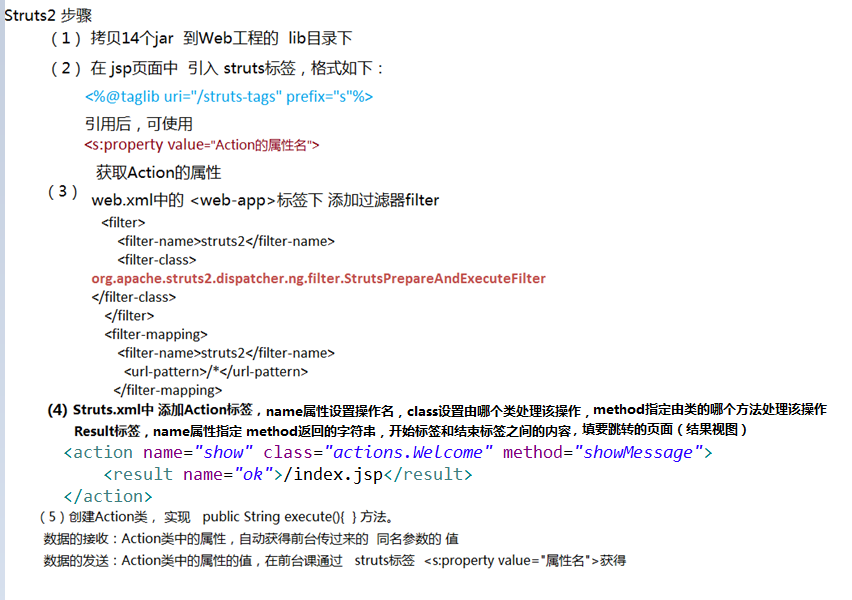 Struts2 步骤
（1）拷贝14个jar 到Web工程的 lib目录下
（2）在 jsp页面中 引入 struts标签，格式如下：
<%@taglib uri="/struts-tags" prefix="s"%>
引用后，可使用
<s:property value="Action的属性名">
获取Action的属性
（3）
web.xml中的 <web-app>标签下 添加过滤器filter
<filter>
<filter-name>struts2</filter-name>
<filter-class>
org.apache.struts2.dispatcher.ng.filter.StrutsPrepareAndExecuteFilter
</filter-class>
</filter>
<filter-mapping>
<filter-name>struts2</filter-name>
<url-pattern>/*</url-pattern>
</filter-mapping>
(4) Struts.xml中 添加Action标签，name属性设置操作名，class设置由哪个类处理该操作，method指定由类的哪个方法处理该操作
Result标签，name属性指定 method返回的字符串，开始标签和结束标签之间的内容，填要跳转的页面（结果视图）
<action name="show" class="actions.Welcome" method="showMessage">
<result name="ok">/index.jsp</result>
</action>
（5）创建Action类， 实现 public String execute(){ } 方法。
数据的接收：Action类中的属性，自动获得前台传过来的 同名参数的 值
数据的发送：Action类中的属性的值，在前台课通过 struts标签 <s:property value="属性名">获得